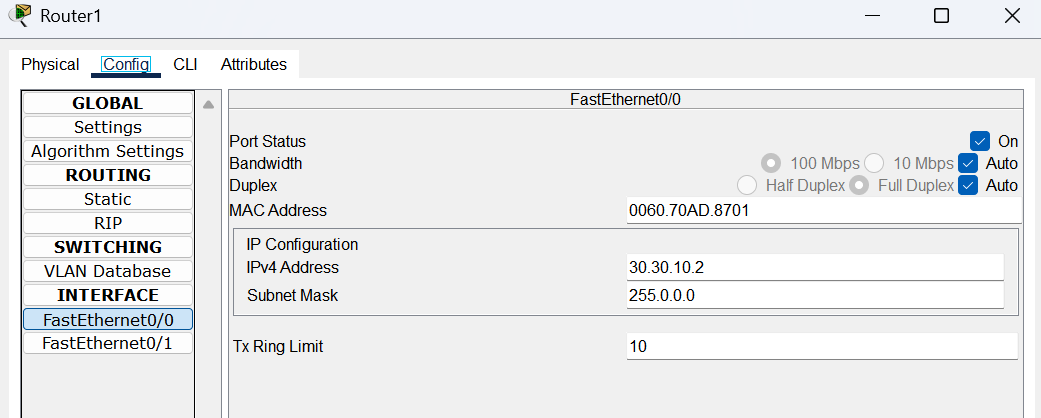 Router1
Physical Config CLI Attributes
GLOBAL
Settings
Algorithm Settings
ROUTING
Static
RIP
SWITCHING
VLAN Database
INTERFACE
FastEthernet0/0
FastEthernet0/1
FastEthernet0/0
Port Status On
Bandwidth 100 Mbps 10 Mbps Auto
Duplex Half Duplex Full Duplex Auto
MAC Address 0060.70AD.8701
IP Configuration
IPv4 Address 30.30.10.2
Subnet Mask 255.0.0.0
Tx Ring Limit 10